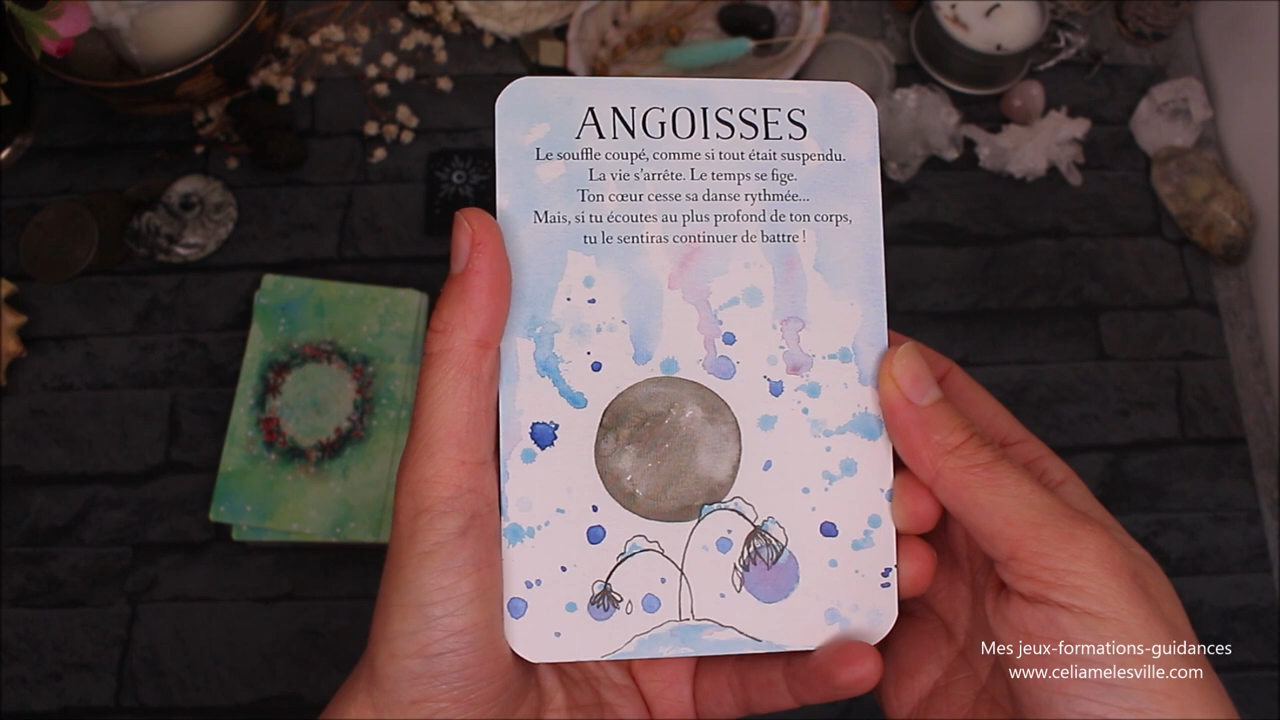 ANGOISSES
Le souffle coupé, comme si tout était suspendu.
La vie s'arrête. Le temps se fige.
Ton cœur cesse sa danse rythmée...
Mais, si tu écoutes au plus profond de ton corps,
tu le sentiras continuer de battre !
Mes jeux-formations-guidances
www.celiamelesville.com